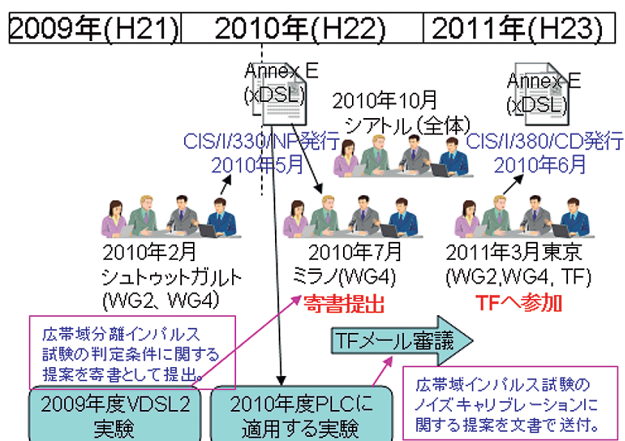 2009年(H21)
2010年(H22)
2011年(H23)
Annex E
(xDSL)
2010年10月
シアトル(全体)
Annex E
(xDSL)
CIS/I/330/NP発行
2010年5月
CIS/I/380/CD発行
2010年6月
2010年2月
シュトゥットガルト
(WG2、WG4)
2010年7月
ミラノ(WG4)
寄書提出
2011年3月東京
(WG2,WG4, TF)
TFへ参加
広帯域分離インパルス
試験の判定条件に関する
提案を寄書として提出。
TFメール審議
2009年度VDSL2
実験
2010年度PLCに
適用する実験
広帯域インパルス試験の
ノイズキャリブレーションに
関する提案を文書で送付。